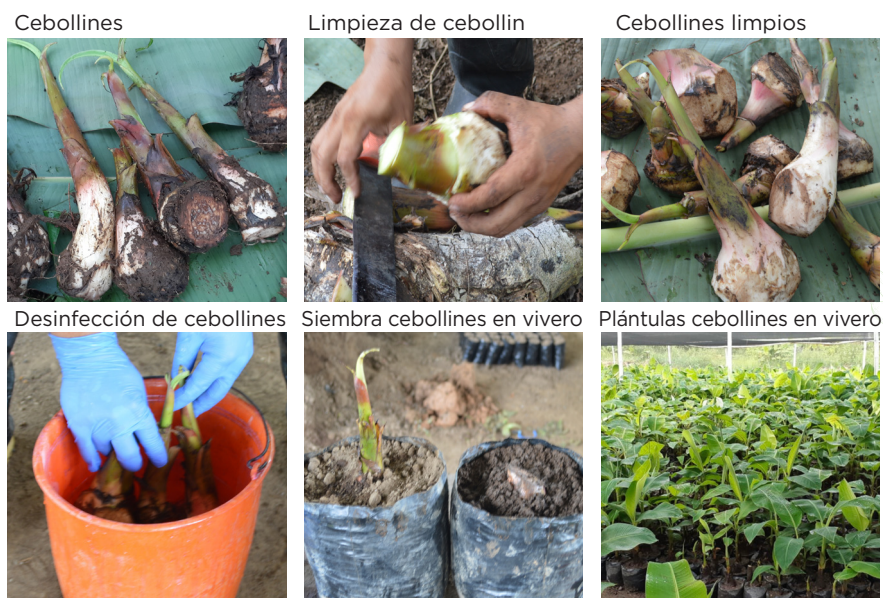 Cebollines
Limpieza de cebollin
Cebollines limpios
Desinfección de cebollines
Siembra cebollines en vivero
Plántulas cebollines en vivero